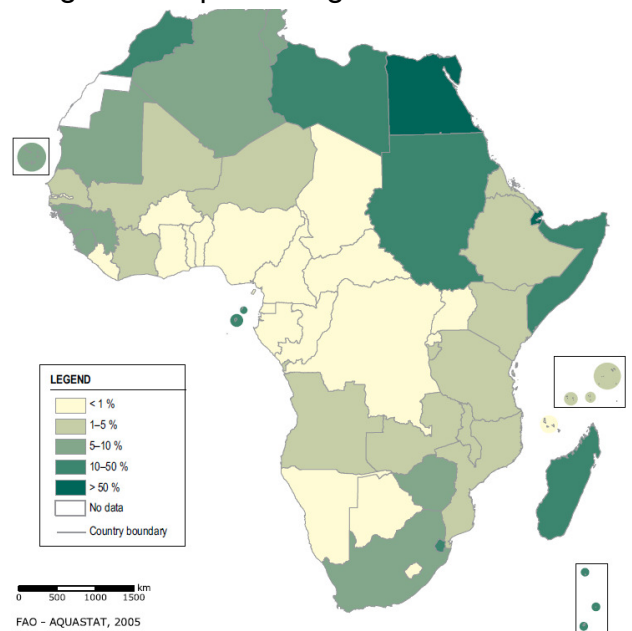 LEGEND
< 1 %
1–5 %
5–10 %
10–50 %
> 50 %
No data
Country boundary
km
0 500 1000 1500
FAO - AQUASTAT, 2005